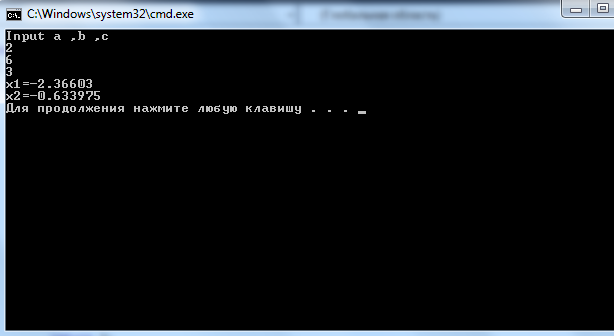 C:\Windows\system32\cmd.exe
Input a ,b ,c
2
6
3
x1=-2.36603
x2=-0.633975
Для продолжения нажмите любую клавишу . . .